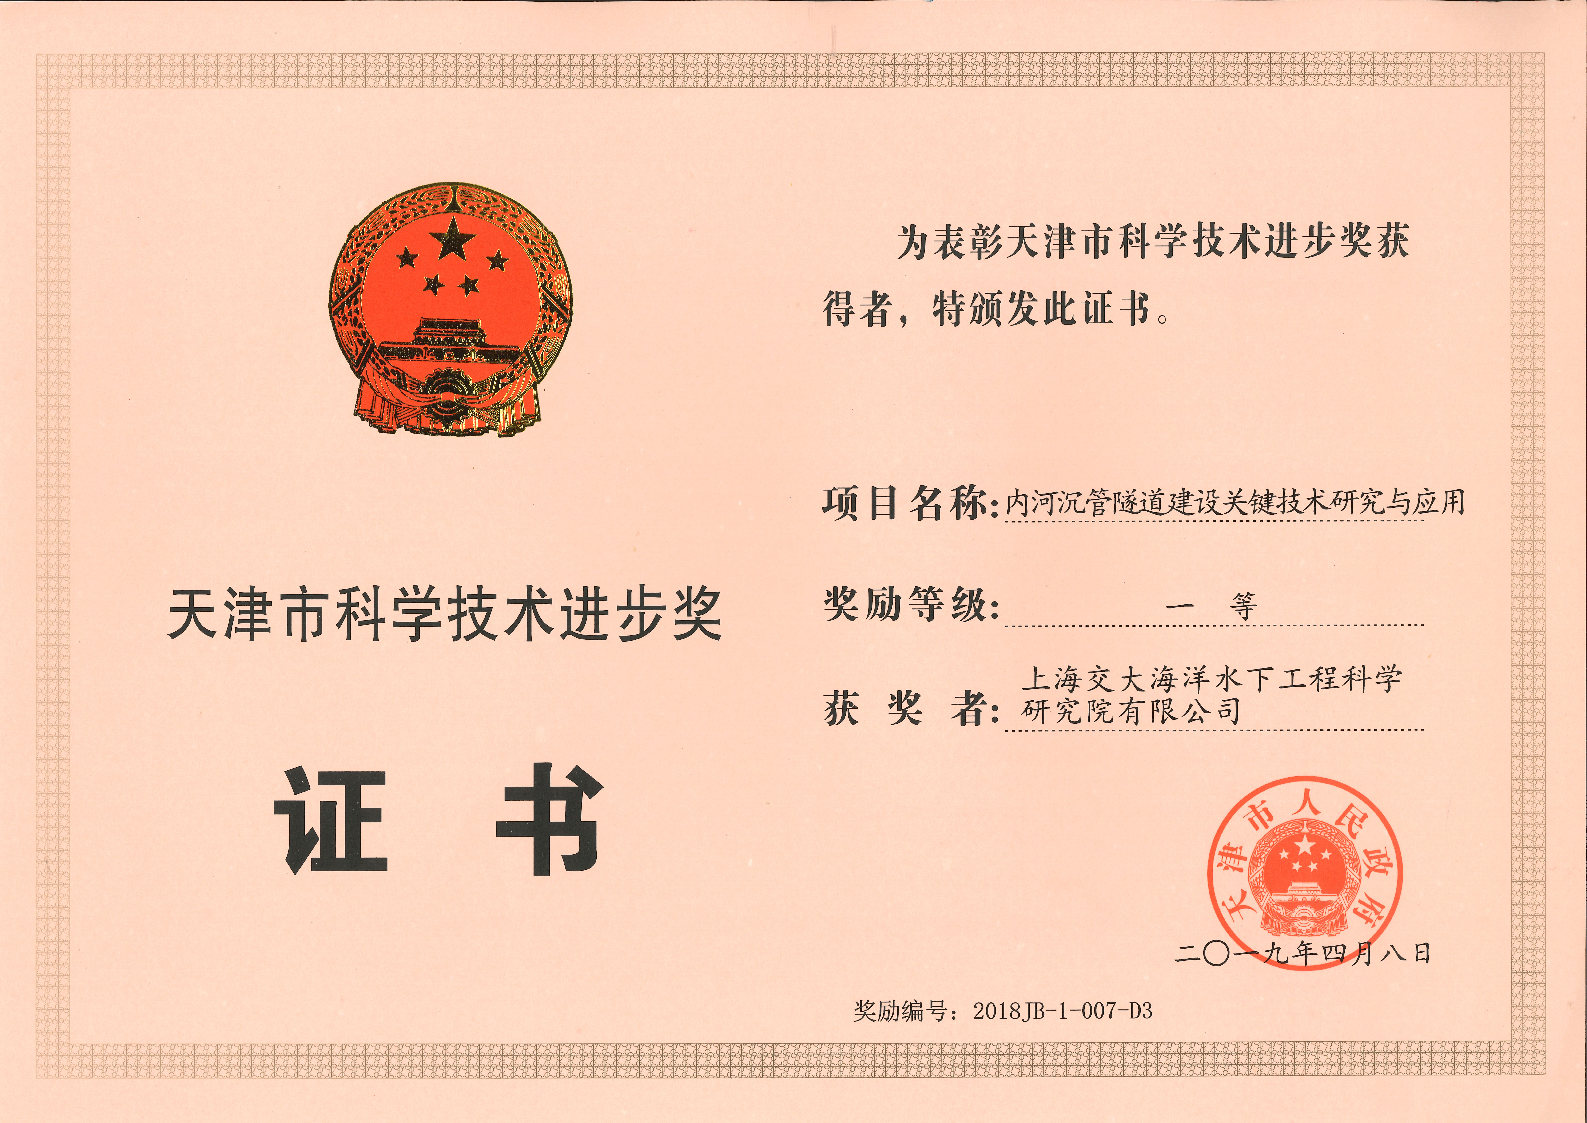 天津市科学技术进步奖
证 书
为表彰天津市科学技术进步奖获
得者，特颁发此证书。
项目名称：内河沉管隧道建设关键技术研究与应用
奖励等级：一 等
获 奖 者：上海交大海洋水下工程科学
研究院有限公司
天津市人民政府
二〇一九年四月八日
奖励编号：2018JB-1-007-D3